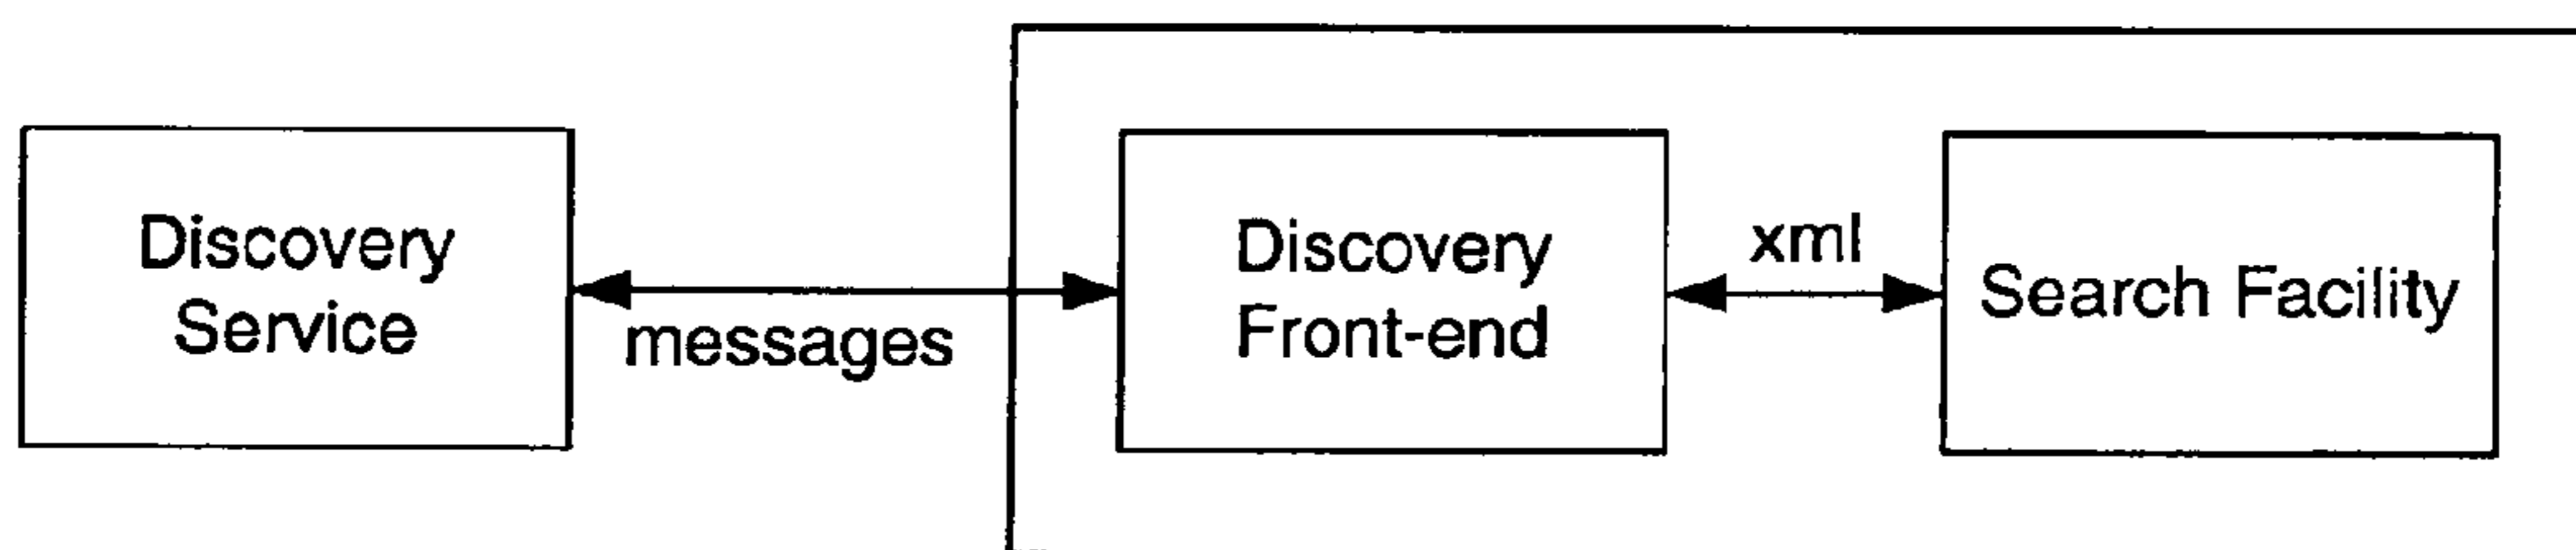 Discovery
Service
messages
Discovery
Front-end
xml
Search Facility